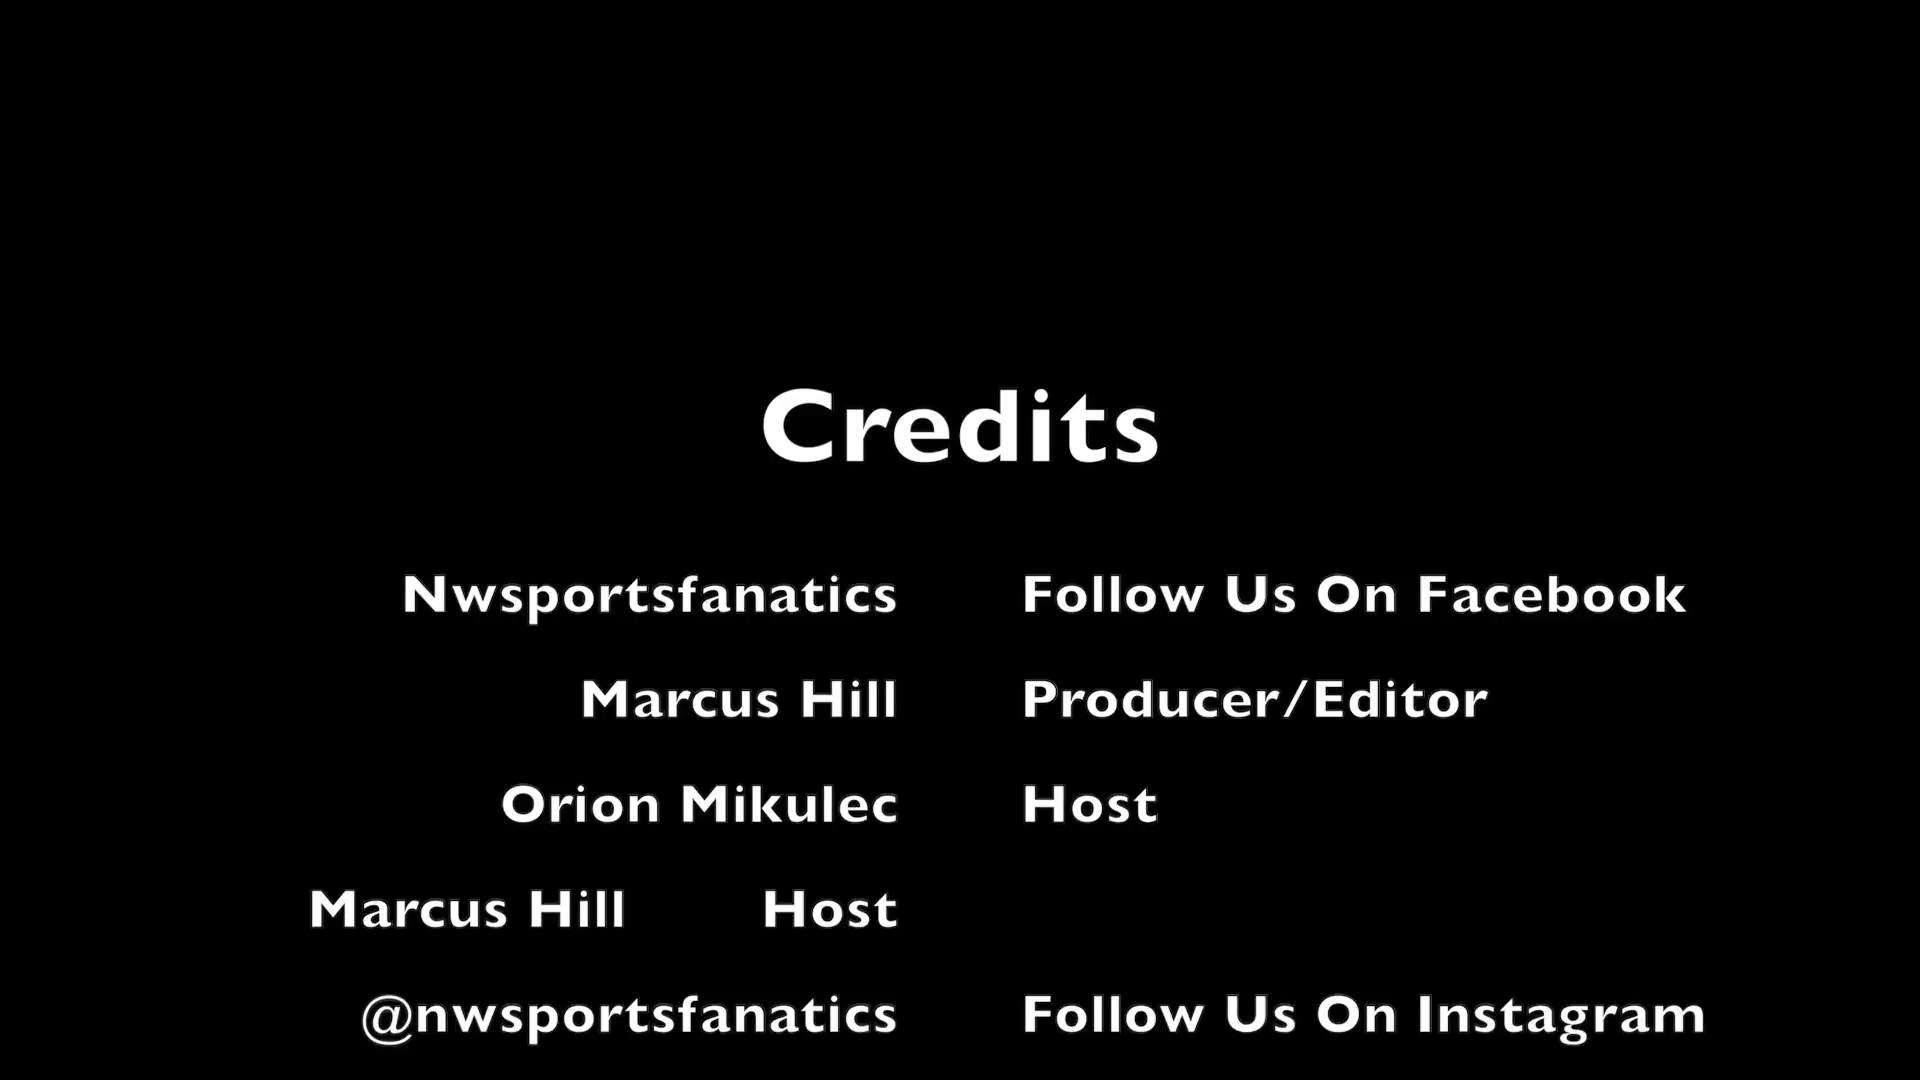 Credits
Nwsportsfanatics Follow Us On Facebook
Marcus Hill Producer/Editor
Orion Mikulec Host
Marcus Hill Host
@nwsportsfanatics Follow Us On Instagram